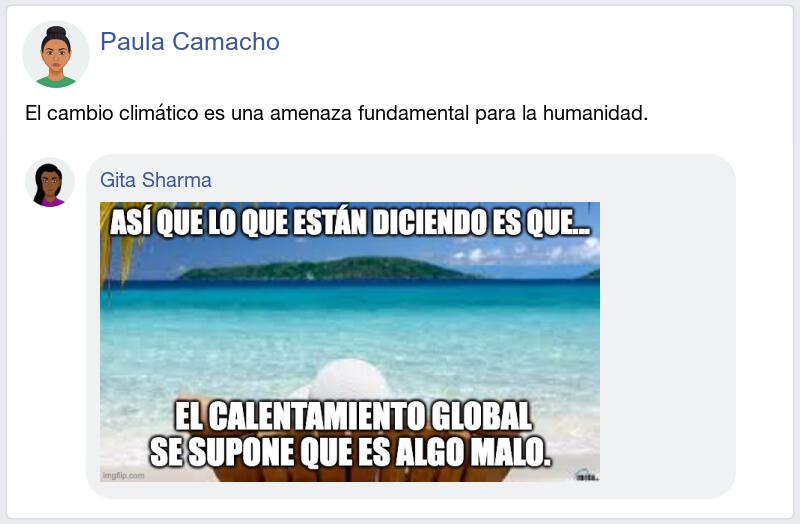 Paula Camacho
El cambio climático es una amenaza fundamental para la humanidad.
Gita Sharma
ASÍ QUE LO QUE ESTÁN DICIENDO ES QUE...
EL CALENTAMIENTO GLOBAL
SE SUPONE QUE ES ALGO MALO.
imgflip.com